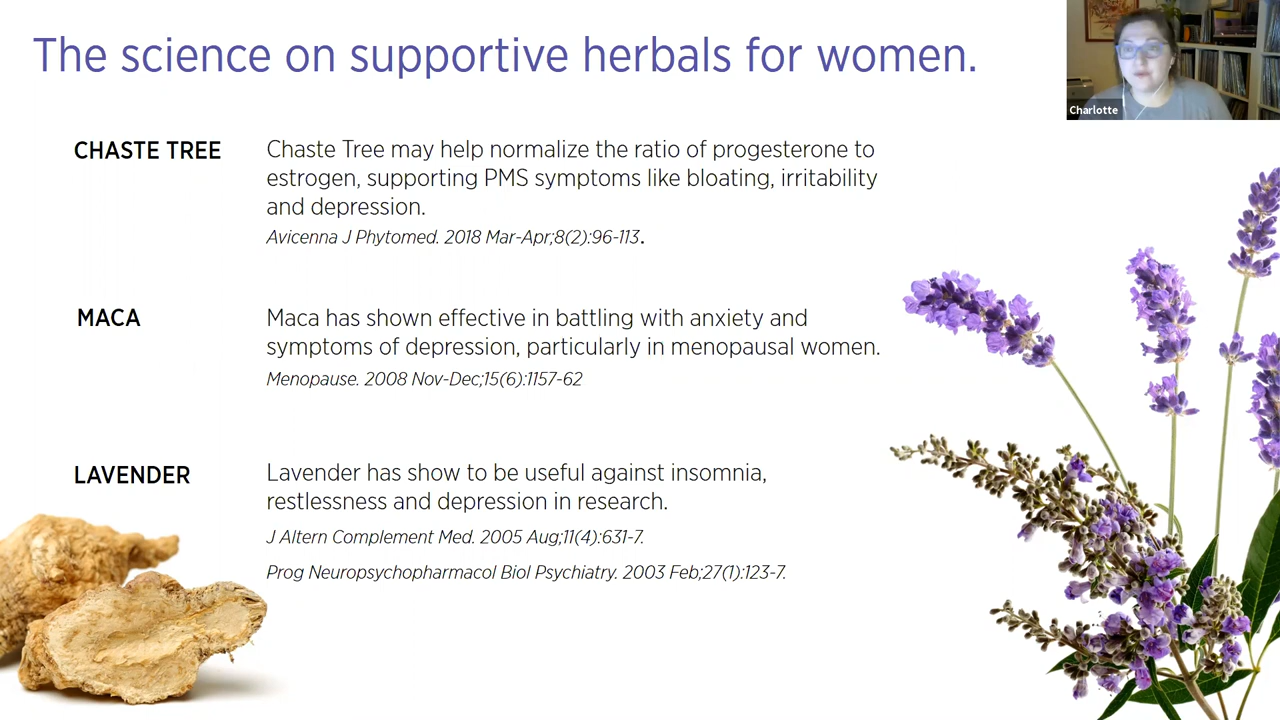 The science on supportive herbals for women.
Charlotte
CHASTE TREE
Chaste Tree may help normalize the ratio of progesterone to
estrogen, supporting PMS symptoms like bloating, irritability
and depression.
Avicenna J Phytomed. 2018 Mar-Apr;8(2):96-113.
MACA
Maca has shown effective in battling with anxiety and
symptoms of depression, particularly in menopausal women.
Menopause. 2008 Nov-Dec;15(6):1157-62
LAVENDER
Lavender has show to be useful against insomnia,
restlessness and depression in research.
J Altern Complement Med. 2005 Aug;11(4):631-7.
Prog Neuropsychopharmacol Biol Psychiatry. 2003 Feb;27(1):123-7.